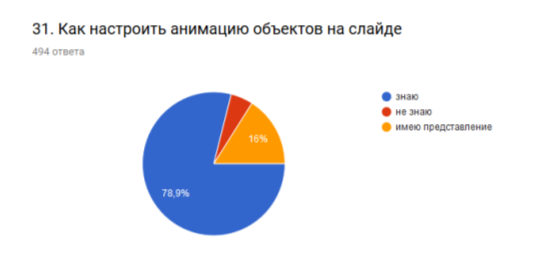 31. Как настроить анимацию объектов на слайде
494 ответа
знаю
не знаю
имею представление
16%
78,9%